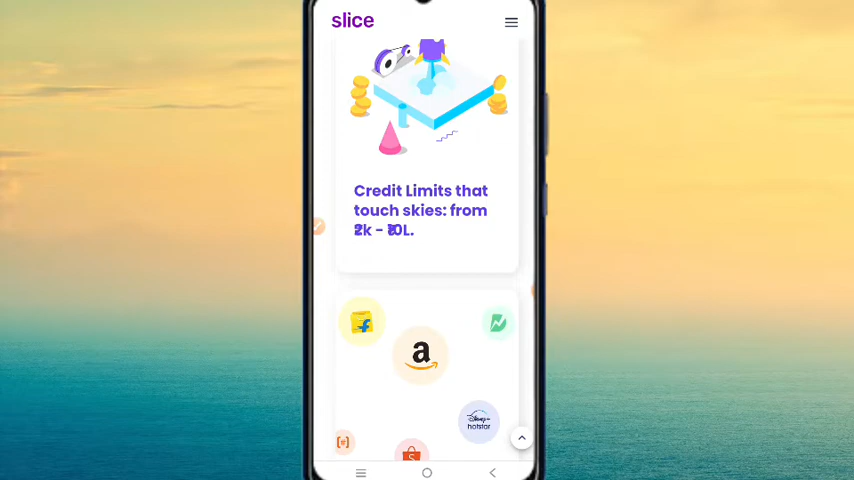 slice
Credit Limits that
touch skies: from
₹2k - ₹10L.
f
a
Disney+
hotstar
S